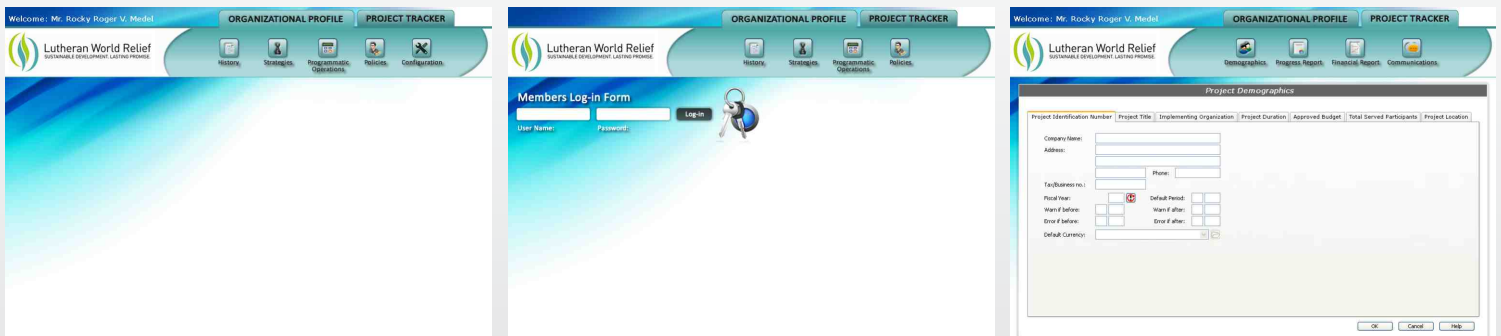 Welcome: Mr. Rocky Roger V. Medel
ORGANIZATIONAL PROFILE
PROJECT TRACKER
Lutheran World Relief
SUSTAINABLE DEVELOPMENT. LASTING PROMISE.
History
Strategies
Programmatic Operations
Policies
Configuration
ORGANIZATIONAL PROFILE
PROJECT TRACKER
Lutheran World Relief
SUSTAINABLE DEVELOPMENT. LASTING PROMISE.
History
Strategies
Programmatic Operations
Policies
Members Log-in Form
Log-in
User Name:
Password:
Welcome: Mr. Rocky Roger V. Medel
ORGANIZATIONAL PROFILE
PROJECT TRACKER
Lutheran World Relief
SUSTAINABLE DEVELOPMENT. LASTING PROMISE.
Demographics
Progress Report
Financial Report
Communications
Project Demographics
Project Identification Number
Project Title
Implementing Organization
Project Duration
Approved Budget
Total Served Participants
Project Location
Company Name:
Address:
Phone:
Tax/Business no.:
Fiscal Year:
Default Period:
Warn if before:
Warn if after:
Error if before:
Error if after:
Default Currency:
OK
Cancel
Help